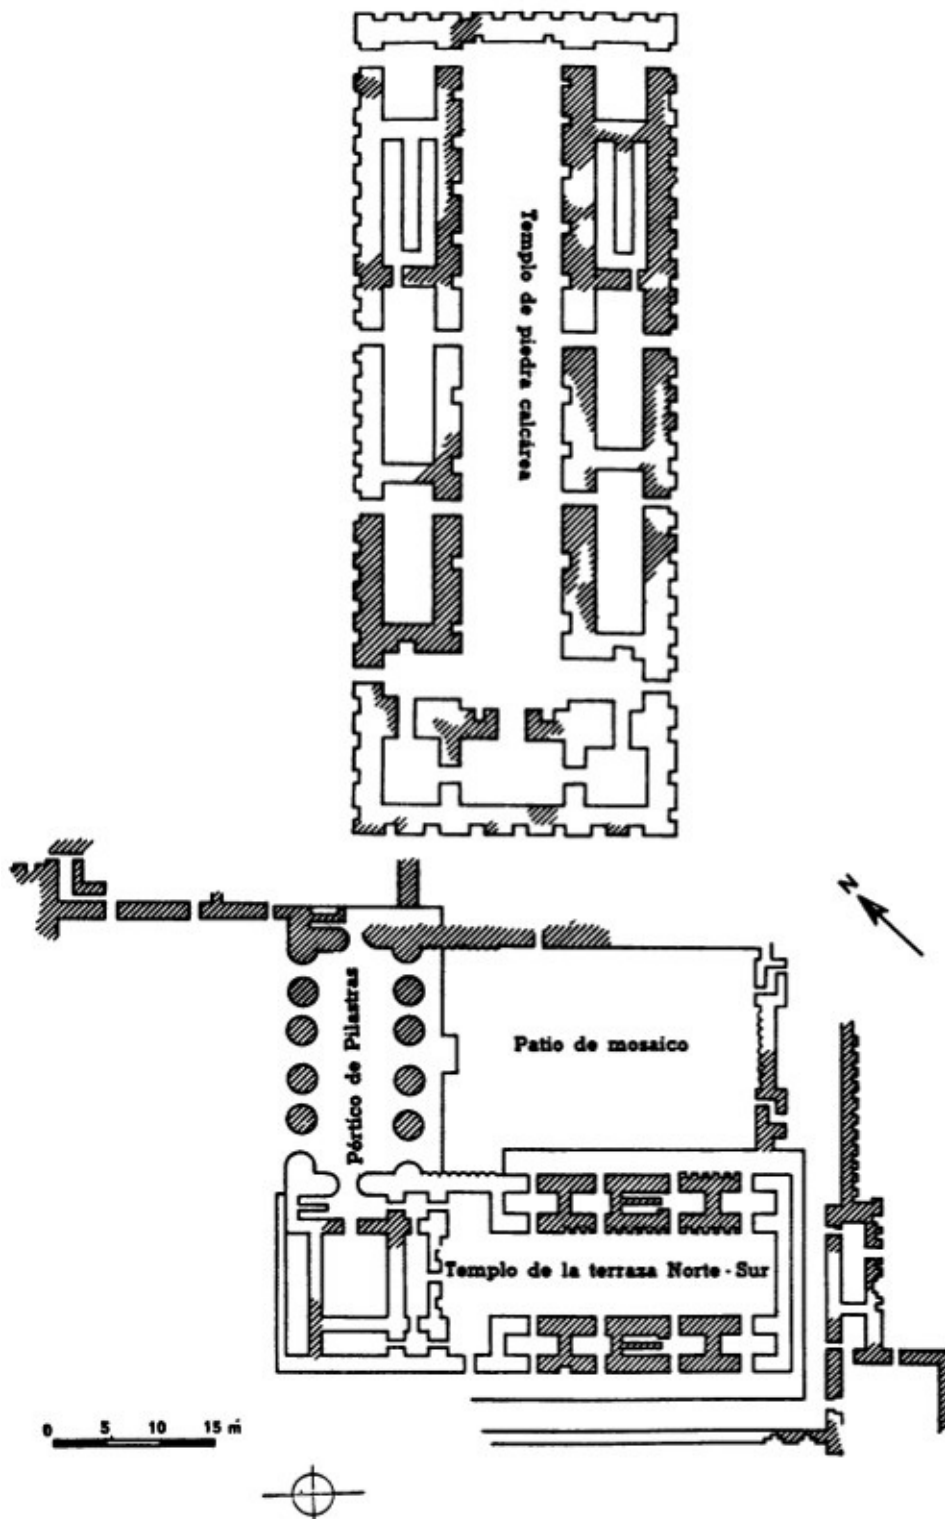 Templo de piedra calcárea
N
Pórtico de Pilastras
Patio de mosaico
Templo de la terraza Norte-Sur
0 5 10 15 m